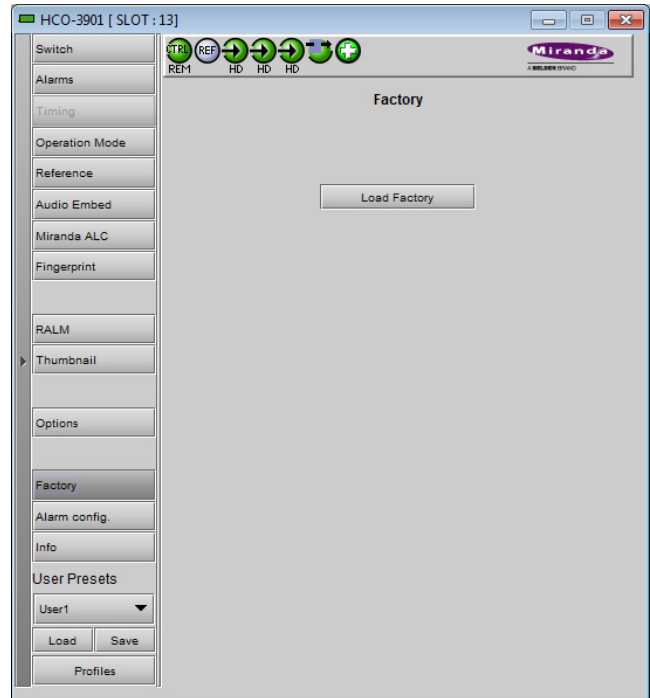 HCO-3901 [ SLOT : 13]
Switch
Alarms
Timing
Operation Mode
Reference
Audio Embed
Miranda ALC
Fingerprint
RALM
Thumbnail
Options
Factory
Alarm config.
Info
User Presets
User1
Load Save
Profiles
CTRL REF
REM HD HD HD
Miranda
A BELDEN BRAND
Factory
Load Factory